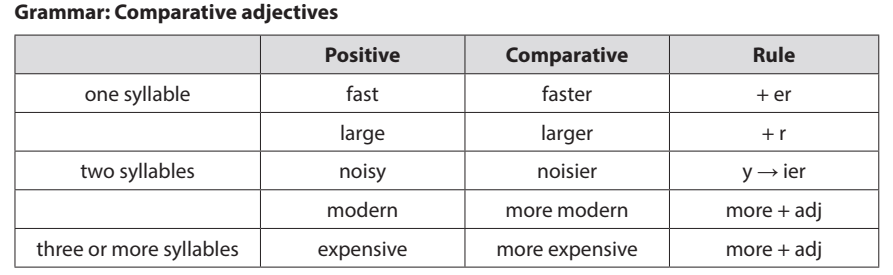 Grammar: Comparative adjectives
Positive Comparative Rule
one syllable fast faster + er
large larger + r
two syllables noisy noisier y → ier
modern more modern more + adj
three or more syllables expensive more expensive more + adj